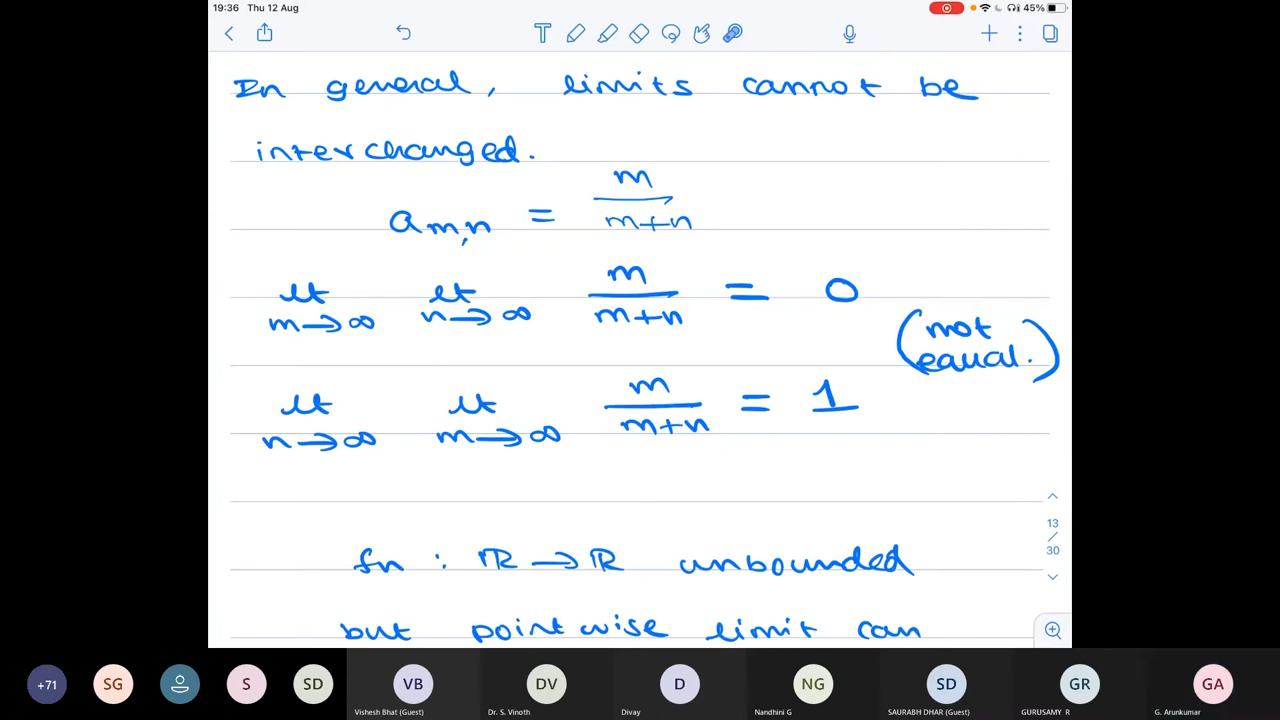 19:36 Thu 12 Aug 45%
In general, limits cannot be
interchanged.
a_{m,n} = m/(m+n)
lt m→∞ lt n→∞ m/(m+n) = 0
(not equal.)
lt n→∞ lt m→∞ m/(m+n) = 1
13 / 30
fn : ℝ → ℝ unbounded
but pointwise limit can
+71 SG S SD VB DV D NG SD GR GA
Vishesh Bhat (Guest) Dr. S. Vinoth Divay Nandhini G SAURABH DHAR (Guest) GURUSAMY R G. Arunkumar